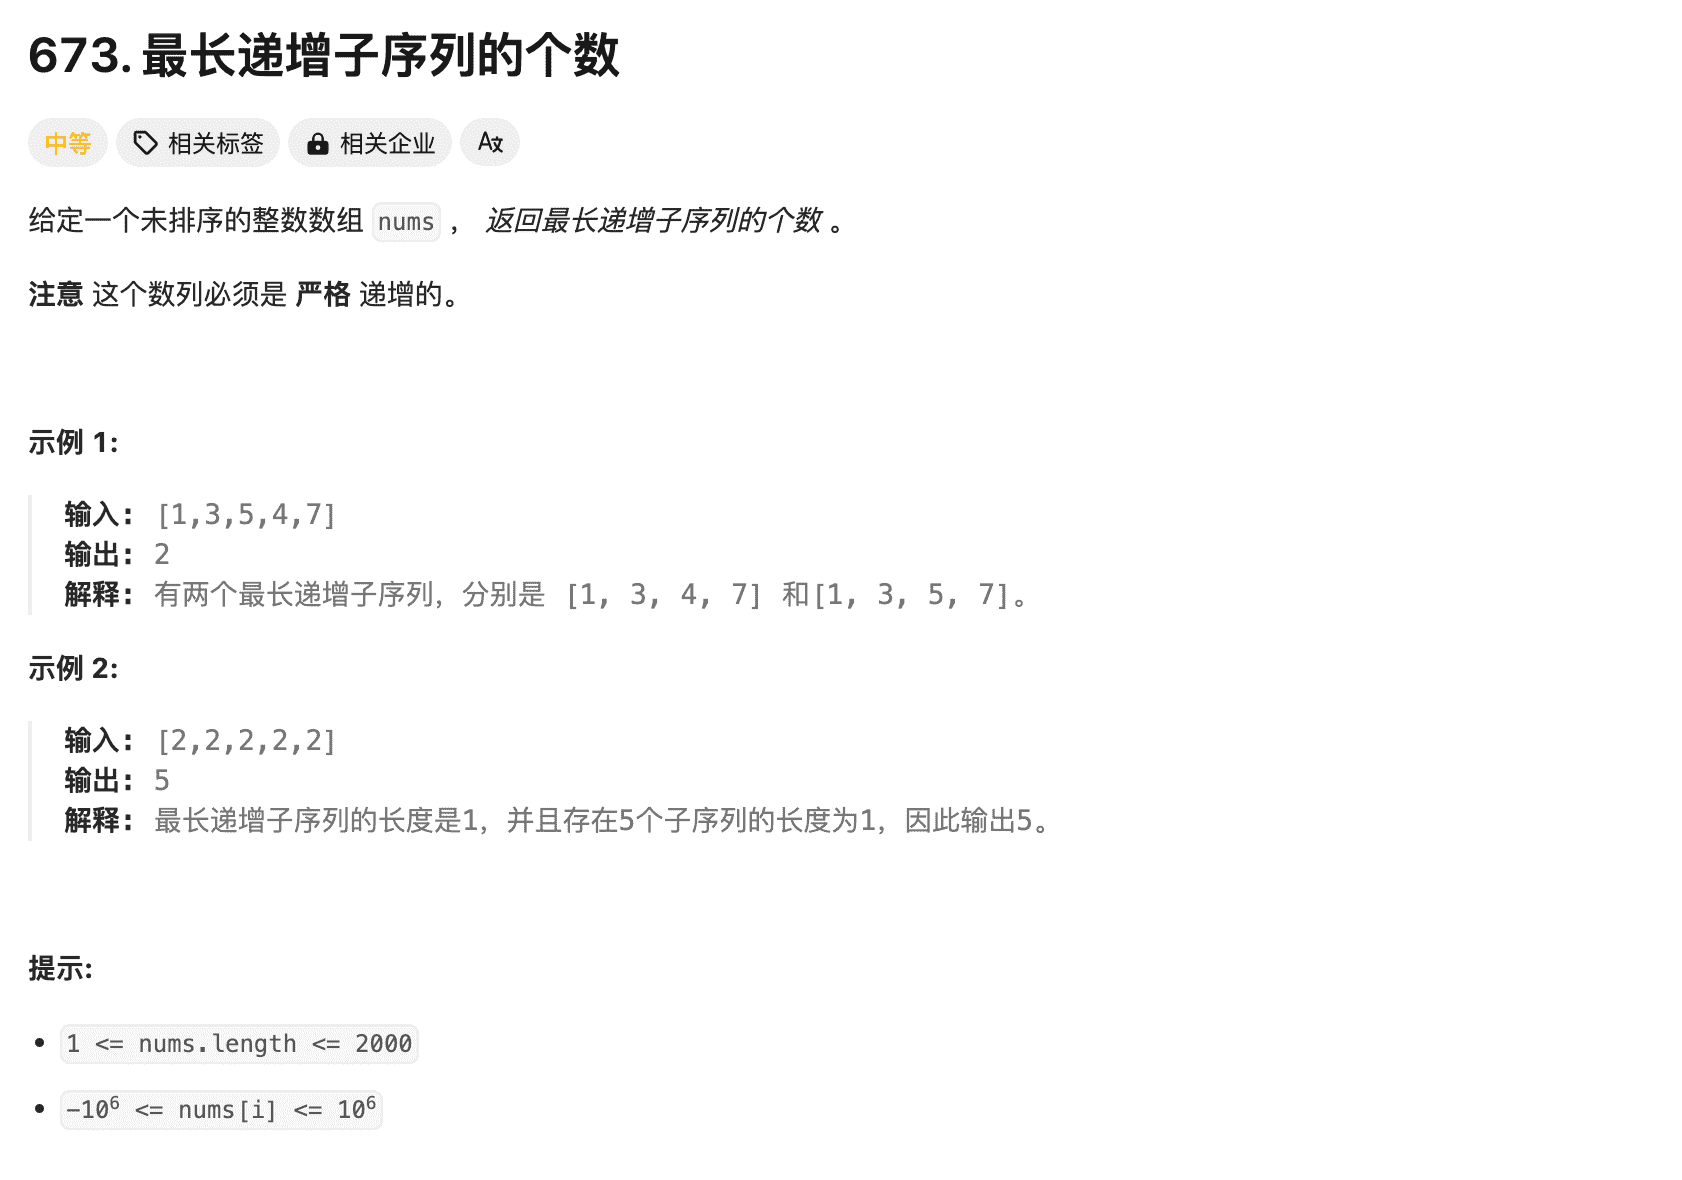 673. 最长递增子序列的个数
中等 相关标签 相关企业
给定一个未排序的整数数组 nums ， 返回最长递增子序列的个数 。
注意 这个数列必须是 严格 递增的。
示例 1:
输入: [1,3,5,4,7]
输出: 2
解释: 有两个最长递增子序列，分别是 [1, 3, 4, 7] 和[1, 3, 5, 7]。
示例 2:
输入: [2,2,2,2,2]
输出: 5
解释: 最长递增子序列的长度是1，并且存在5个子序列的长度为1，因此输出5。
提示:
• 1 <= nums.length <= 2000
• -10⁶ <= nums[i] <= 10⁶